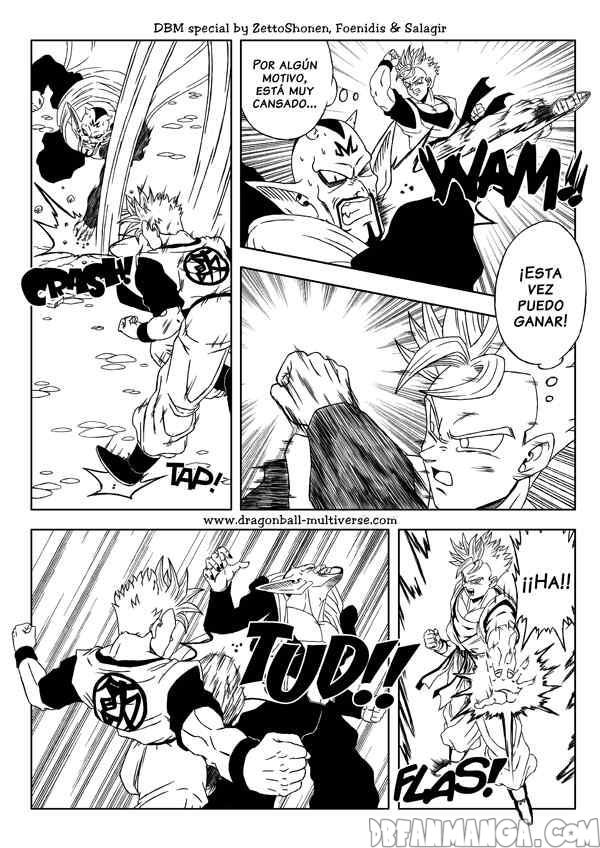 DBM special by ZettoShonen, Foenidis & Salagir
Por algún
motivo,
está muy
cansado...
WAM!!
CRASH!
TAP!
¡Esta
vez
puedo
ganar!
www.dragonball-multiverse.com
TUD!!
¡¡Ha!!
FLAS!
DBFANMANGA.COM